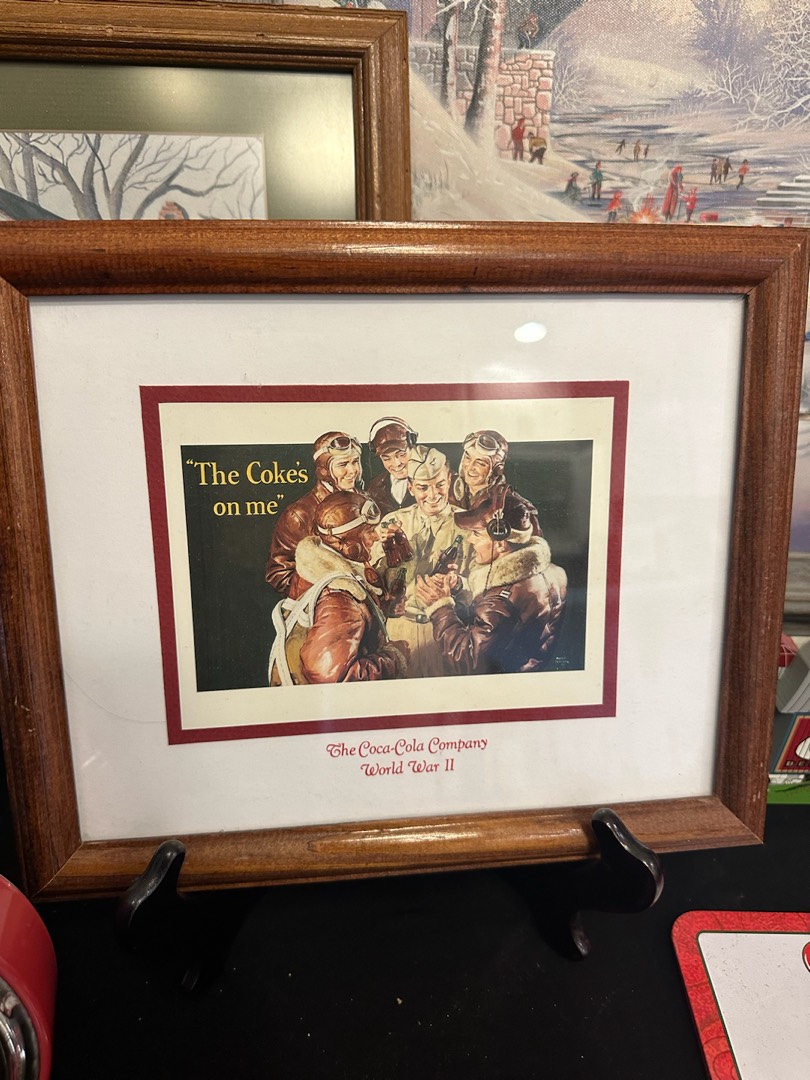 "The Coke's
on me"
The Coca-Cola Company
World War II